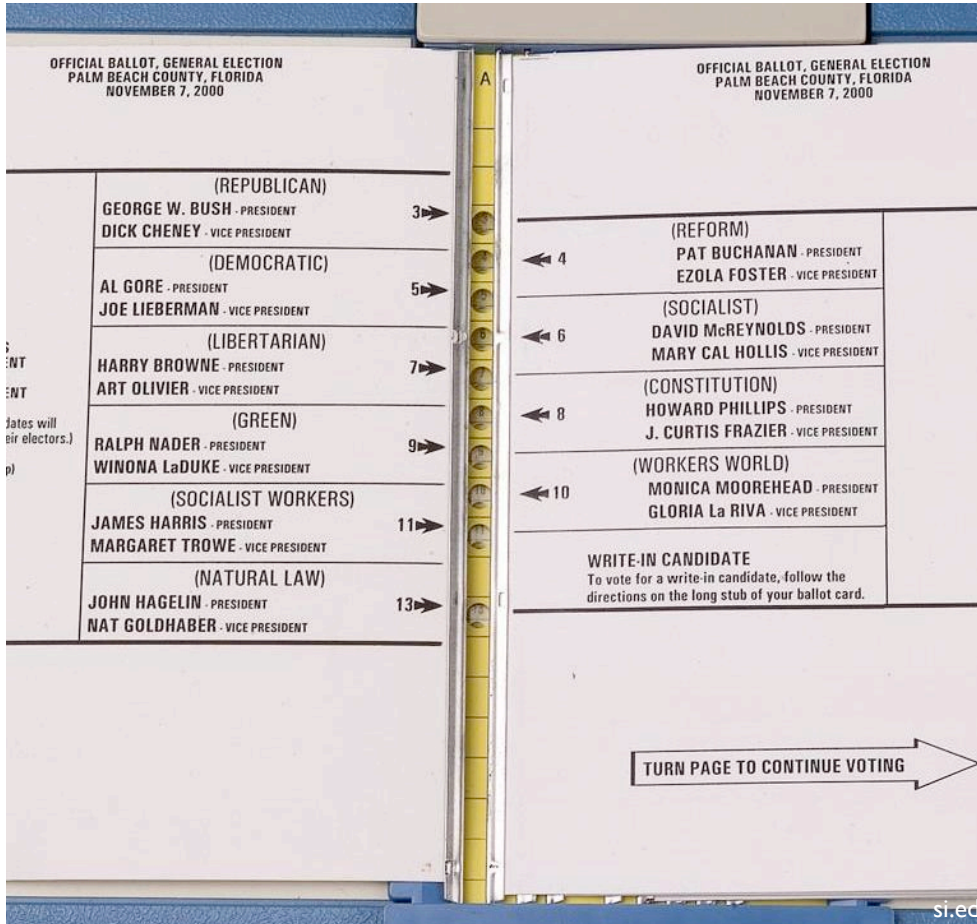 OFFICIAL BALLOT, GENERAL ELECTION
PALM BEACH COUNTY, FLORIDA
NOVEMBER 7, 2000
(REPUBLICAN)
GEORGE W. BUSH - PRESIDENT 3
DICK CHENEY - VICE PRESIDENT
(DEMOCRATIC)
AL GORE - PRESIDENT 5
JOE LIEBERMAN - VICE PRESIDENT
(LIBERTARIAN)
HARRY BROWNE - PRESIDENT 7
ART OLIVIER - VICE PRESIDENT
(GREEN)
RALPH NADER - PRESIDENT 9
WINONA LaDUKE - VICE PRESIDENT
(SOCIALIST WORKERS)
JAMES HARRIS - PRESIDENT 11
MARGARET TROWE - VICE PRESIDENT
(NATURAL LAW)
JOHN HAGELIN - PRESIDENT 13
NAT GOLDHABER - VICE PRESIDENT
A
OFFICIAL BALLOT, GENERAL ELECTION
PALM BEACH COUNTY, FLORIDA
NOVEMBER 7, 2000
(REFORM)
4 PAT BUCHANAN - PRESIDENT
EZOLA FOSTER - VICE PRESIDENT
(SOCIALIST)
6 DAVID McREYNOLDS - PRESIDENT
MARY CAL HOLLIS - VICE PRESIDENT
(CONSTITUTION)
8 HOWARD PHILLIPS - PRESIDENT
J. CURTIS FRAZIER - VICE PRESIDENT
(WORKERS WORLD)
10 MONICA MOOREHEAD - PRESIDENT
GLORIA La RIVA - VICE PRESIDENT
WRITE-IN CANDIDATE
To vote for a write-in candidate, follow the
directions on the long stub of your ballot card.
TURN PAGE TO CONTINUE VOTING